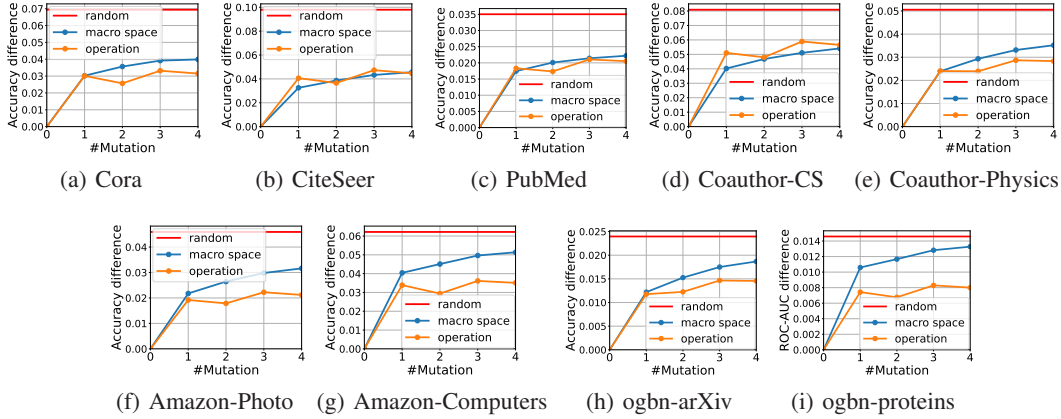 Accuracy difference
0.07
0.06
0.05
0.04
0.03
0.02
0.01
0.00
random
macro space
operation
0 1 2 3 4
#Mutation
(a) Cora
Accuracy difference
0.10
0.08
0.06
0.04
0.02
0.00
random
macro space
operation
0 1 2 3 4
#Mutation
(b) CiteSeer
Accuracy difference
0.035
0.030
0.025
0.020
0.015
0.010
0.005
0.000
random
macro space
operation
0 1 2 3 4
#Mutation
(c) PubMed
Accuracy difference
0.08
0.07
0.06
0.05
0.04
0.03
0.02
0.01
0.00
random
macro space
operation
0 1 2 3 4
#Mutation
(d) Coauthor-CS
Accuracy difference
0.05
0.04
0.03
0.02
0.01
0.00
random
macro space
operation
0 1 2 3 4
#Mutation
(e) Coauthor-Physics
Accuracy difference
0.04
0.03
0.02
0.01
0.00
random
macro space
operation
0 1 2 3 4
#Mutation
(f) Amazon-Photo
Accuracy difference
0.06
0.05
0.04
0.03
0.02
0.01
0.00
random
macro space
operation
0 1 2 3 4
#Mutation
(g) Amazon-Computers
Accuracy difference
0.025
0.020
0.015
0.010
0.005
0.000
random
macro space
operation
0 1 2 3 4
#Mutation
(h) ogbn-arXiv
ROC-AUC difference
0.014
0.012
0.010
0.008
0.006
0.004
0.002
0.000
random
macro space
operation
0 1 2 3 4
#Mutation
(i) ogbn-proteins